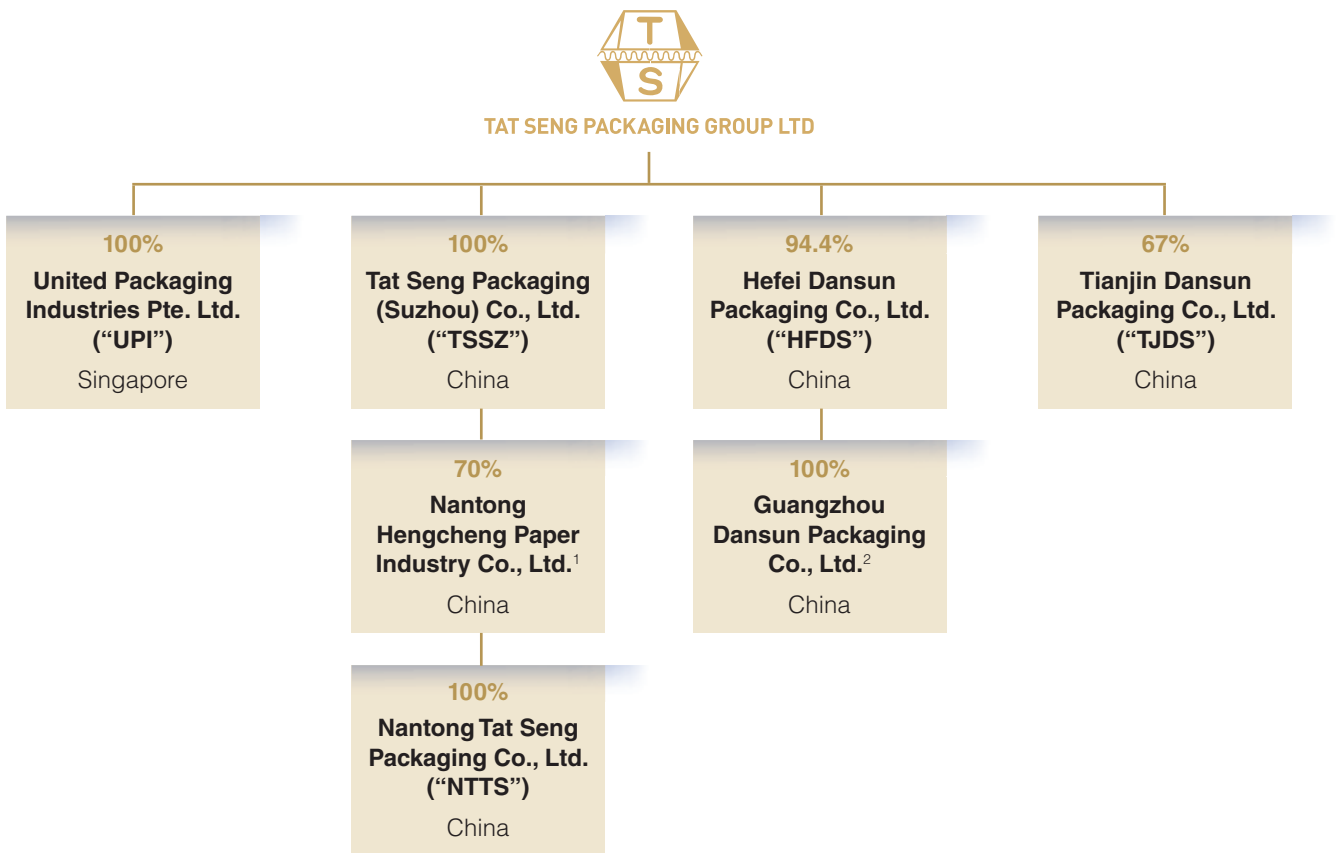 T
S
TAT SENG PACKAGING GROUP LTD
100%
United Packaging
Industries Pte. Ltd.
(“UPI”)
Singapore
100%
Tat Seng Packaging
(Suzhou) Co., Ltd.
(“TSSZ”)
China
94.4%
Hefei Dansun
Packaging Co., Ltd.
(“HFDS”)
China
67%
Tianjin Dansun
Packaging Co., Ltd.
(“TJDS”)
China
70%
Nantong
Hengcheng Paper
Industry Co., Ltd.¹
China
100%
Guangzhou
Dansun Packaging
Co., Ltd.²
China
100%
Nantong Tat Seng
Packaging Co., Ltd.
(“NTTS”)
China